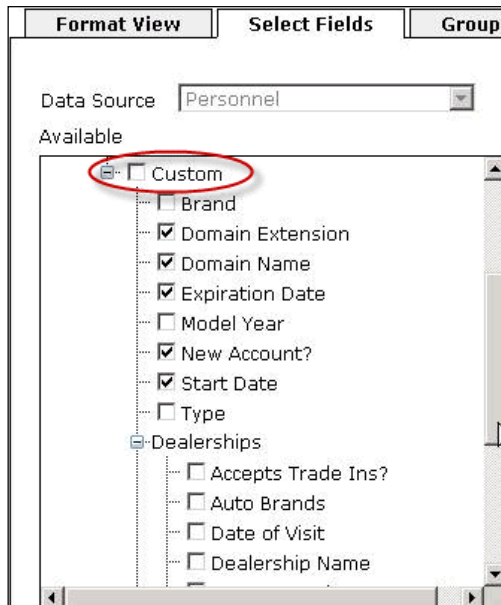 Format View Select Fields Group
Data Source Personnel
Available
Custom
Brand
Domain Extension
Domain Name
Expiration Date
Model Year
New Account?
Start Date
Type
Dealerships
Accepts Trade Ins?
Auto Brands
Date of Visit
Dealership Name